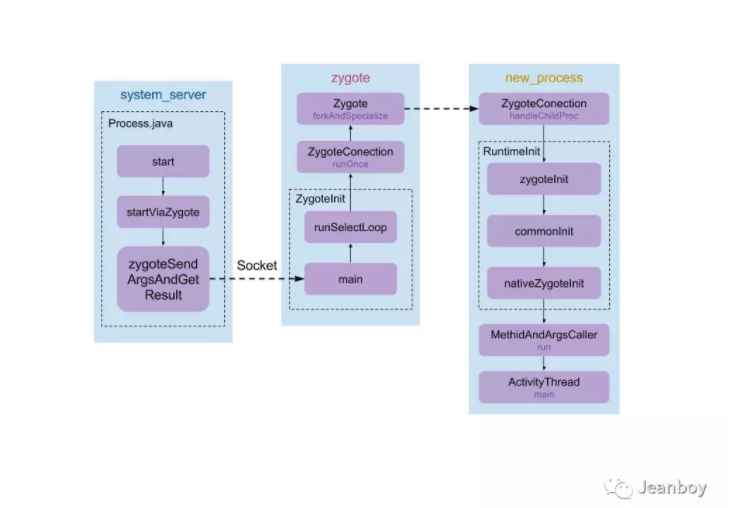 system_server
Process.java
start
startViaZygote
zygoteSend
ArgsAndGet
Result
Socket
zygote
Zygote
forkAndSpecialize
ZygoteConection
runOnce
ZygoteInit
runSelectLoop
main
new_process
ZygoteConection
handleChildProc
RuntimeInit
zygoteInit
commonInit
nativeZygoteInit
MethidAndArgsCaller
run
ActivityThread
main
Jeanboy